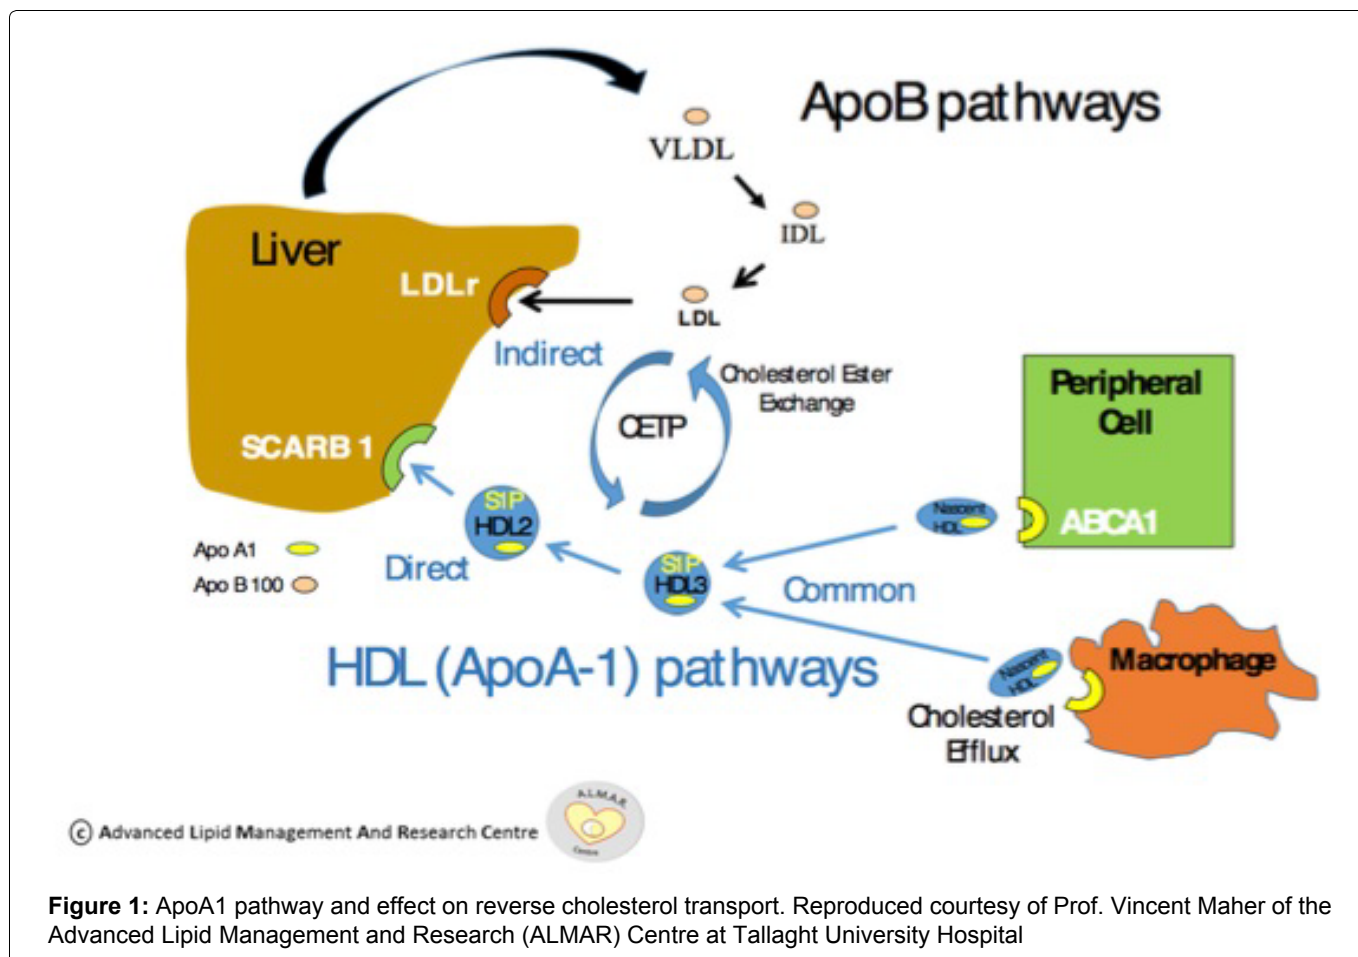 ApoB pathways
VLDL
IDL
Liver
LDLr
LDL
Indirect
Cholesterol Ester
Exchange
CETP
Peripheral
Cell
SCARB 1
ABCA1
Nascent
HDL
S1P
HDL2
Apo A1
Apo B 100
Direct
S1P
HDL3
Common
HDL (ApoA-1) pathways
Nascent
HDL
Macrophage
Cholesterol
Efflux
A.L.M.A.R.
Centre
© Advanced Lipid Management And Research Centre
Figure 1: ApoA1 pathway and effect on reverse cholesterol transport. Reproduced courtesy of Prof. Vincent Maher of the
Advanced Lipid Management and Research (ALMAR) Centre at Tallaght University Hospital